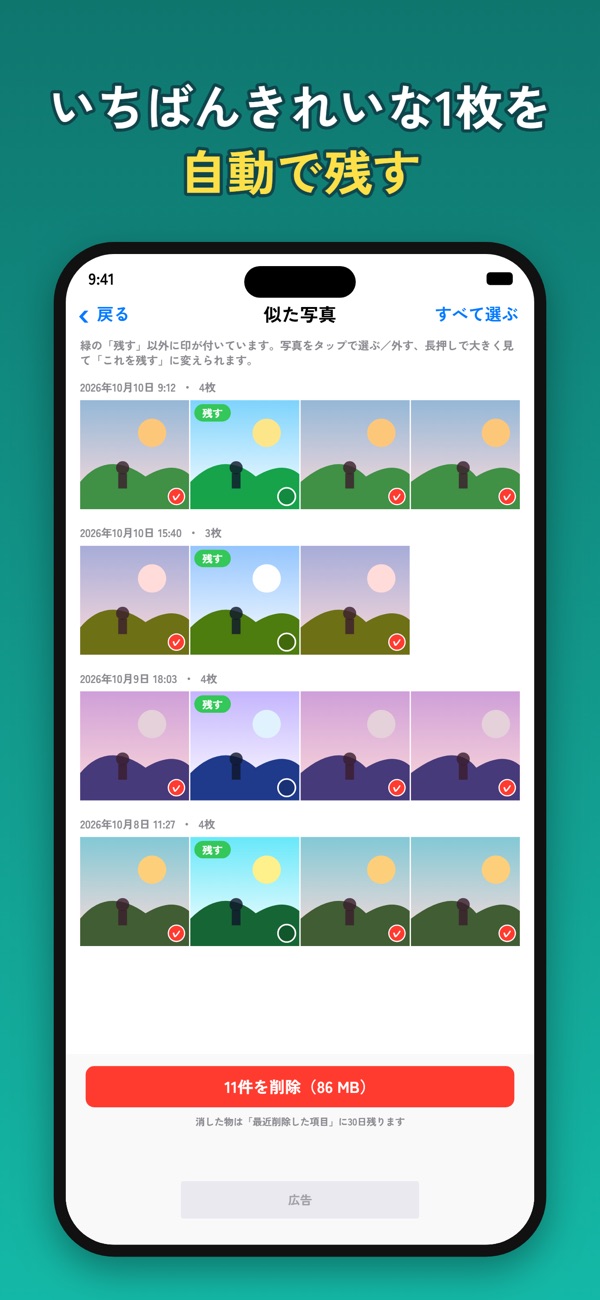 いちばんきれいな1枚を
自動で残す
9:41
戻る
似た写真
すべて選ぶ
緑の「残す」以外に印が付いています。写真をタップで選ぶ／外す、長押しで大きく見
て「これを残す」に変えられます。
2026年10月10日 9:12 ・ 4枚
残す
2026年10月10日 15:40 ・ 3枚
残す
2026年10月9日 18:03 ・ 4枚
残す
2026年10月8日 11:27 ・ 4枚
残す
11件を削除（86 MB）
消した物は「最近削除した項目」に30日残ります
広告